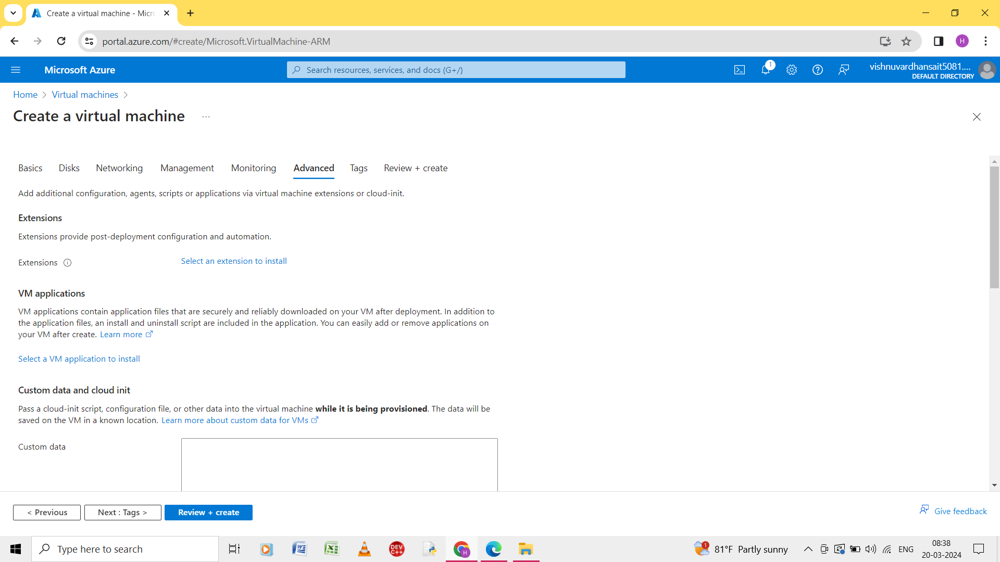 Create a virtual machine - Micro
portal.azure.com/#create/Microsoft.VirtualMachine-ARM
H
Microsoft Azure
Search resources, services, and docs (G+/)
1
vishnuvardhansait5081....
DEFAULT DIRECTORY
Home > Virtual machines >
Create a virtual machine ...
Basics Disks Networking Management Monitoring Advanced Tags Review + create
Add additional configuration, agents, scripts or applications via virtual machine extensions or cloud-init.
Extensions
Extensions provide post-deployment configuration and automation.
Extensions Select an extension to install
VM applications
VM applications contain application files that are securely and reliably downloaded on your VM after deployment. In addition to
the application files, an install and uninstall script are included in the application. You can easily add or remove applications on
your VM after create. Learn more
Select a VM application to install
Custom data and cloud init
Pass a cloud-init script, configuration file, or other data into the virtual machine while it is being provisioned. The data will be
saved on the VM in a known location. Learn more about custom data for VMs
Custom data
< Previous Next : Tags > Review + create
Give feedback
Type here to search
DEV C++
H
1
81°F Partly sunny
ENG
08:38
20-03-2024